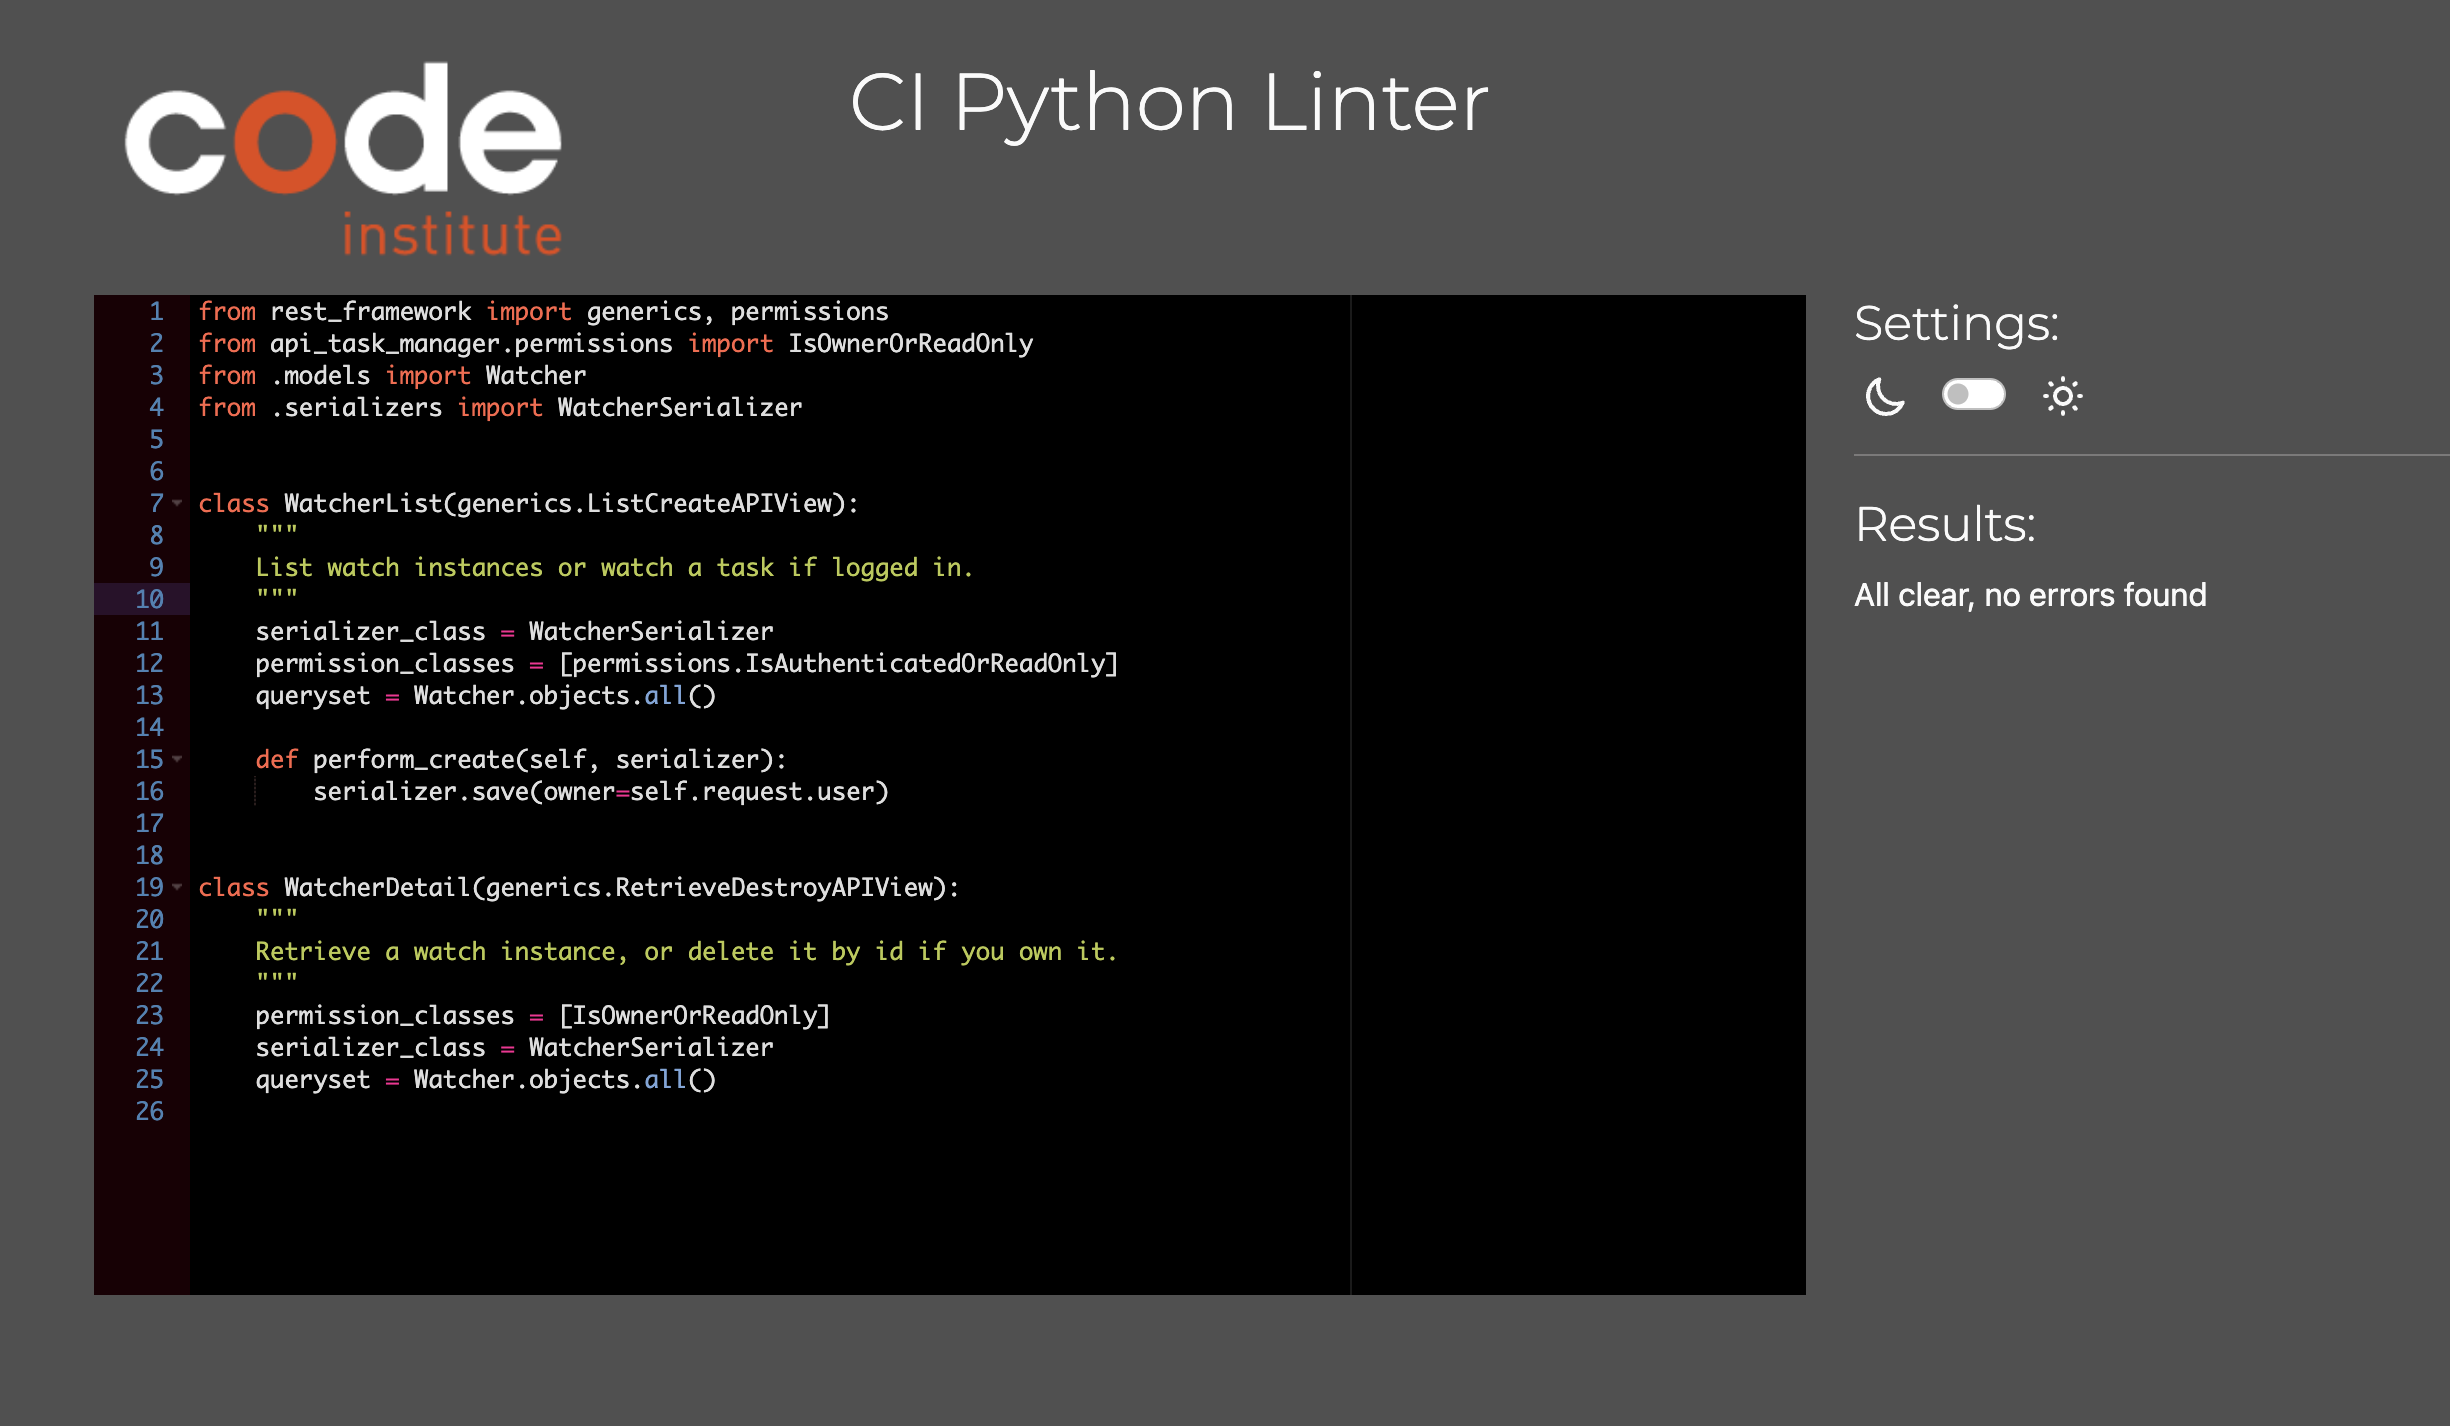 code
institute
CI Python Linter
1 from rest_framework import generics, permissions
2 from api_task_manager.permissions import IsOwnerOrReadOnly
3 from .models import Watcher
4 from .serializers import WatcherSerializer
5
6
7 class WatcherList(generics.ListCreateAPIView):
8     """
9     List watch instances or watch a task if logged in.
10     """
11     serializer_class = WatcherSerializer
12     permission_classes = [permissions.IsAuthenticatedOrReadOnly]
13     queryset = Watcher.objects.all()
14
15     def perform_create(self, serializer):
16         serializer.save(owner=self.request.user)
17
18
19 class WatcherDetail(generics.RetrieveDestroyAPIView):
20     """
21     Retrieve a watch instance, or delete it by id if you own it.
22     """
23     permission_classes = [IsOwnerOrReadOnly]
24     serializer_class = WatcherSerializer
25     queryset = Watcher.objects.all()
26
Settings:
Results:
All clear, no errors found